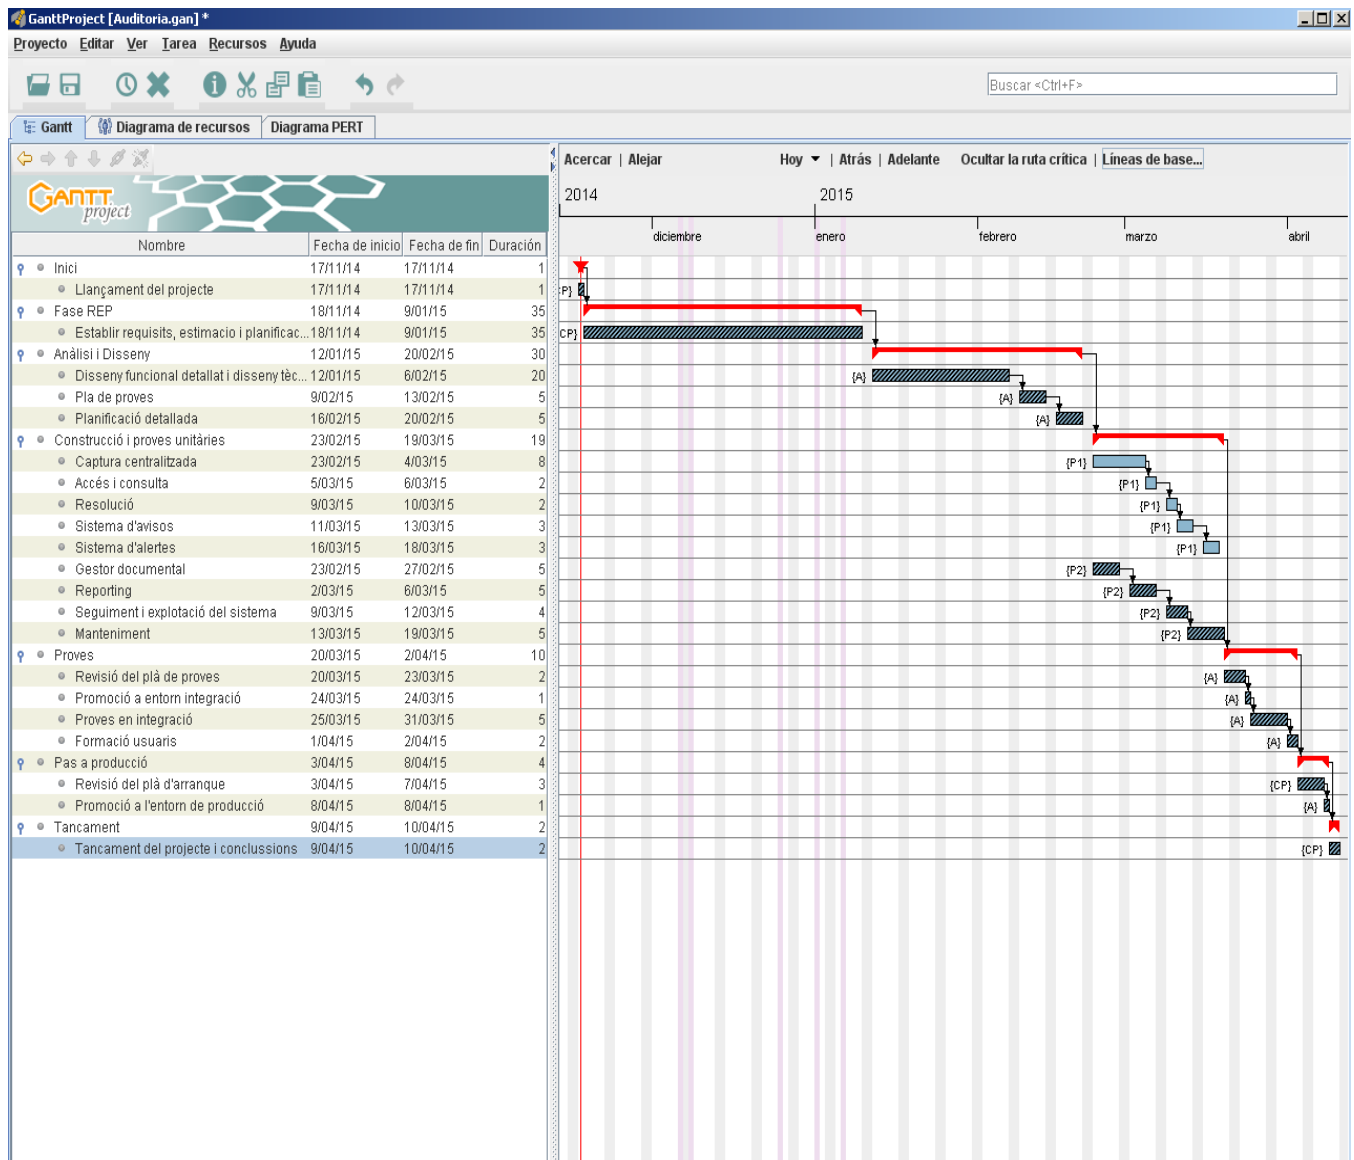 GanttProject [Auditoria.gan] *
Proyecto Editar Ver Tarea Recursos Ayuda
Buscar <Ctrl+F>
Gantt Diagrama de recursos Diagrama PERT
Acercar | Alejar Hoy | Atrás | Adelante Ocultar la ruta crítica | Líneas de base...
GANTT project
2014 2015
diciembre enero febrero marzo abril
Nombre Fecha de inicio Fecha de fin Duración
Inici 17/11/14 17/11/14 1
Llançament del projecte 17/11/14 17/11/14 1 :P}
Fase REP 18/11/14 9/01/15 35
Establir requisits, estimacio i planificac... 18/11/14 9/01/15 35 CP}
Anàlisi i Disseny 12/01/15 20/02/15 30
Disseny funcional detallat i disseny tèc... 12/01/15 6/02/15 20 {A}
Pla de proves 9/02/15 13/02/15 5 {A}
Planificació detallada 16/02/15 20/02/15 5 {A}
Construcció i proves unitàries 23/02/15 19/03/15 19
Captura centralitzada 23/02/15 4/03/15 8 {P1}
Accés i consulta 5/03/15 6/03/15 2 {P1}
Resolució 9/03/15 10/03/15 2 {P1}
Sistema d'avisos 11/03/15 13/03/15 3 {P1}
Sistema d'alertes 16/03/15 18/03/15 3 {P1}
Gestor documental 23/02/15 27/02/15 5 {P2}
Reporting 2/03/15 6/03/15 5 {P2}
Seguiment i explotació del sistema 9/03/15 12/03/15 4 {P2}
Manteniment 13/03/15 19/03/15 5 {P2}
Proves 20/03/15 2/04/15 10
Revisió del plà de proves 20/03/15 23/03/15 2 {A}
Promoció a entorn integració 24/03/15 24/03/15 1 {A}
Proves en integració 25/03/15 31/03/15 5 {A}
Formació usuaris 1/04/15 2/04/15 2 {A}
Pas a producció 3/04/15 8/04/15 4
Revisió del plà d'arranque 3/04/15 7/04/15 3 {CP}
Promoció a l'entorn de producció 8/04/15 8/04/15 1 {A}
Tancament 9/04/15 10/04/15 2
Tancament del projecte i conclussions 9/04/15 10/04/15 2 {CP}